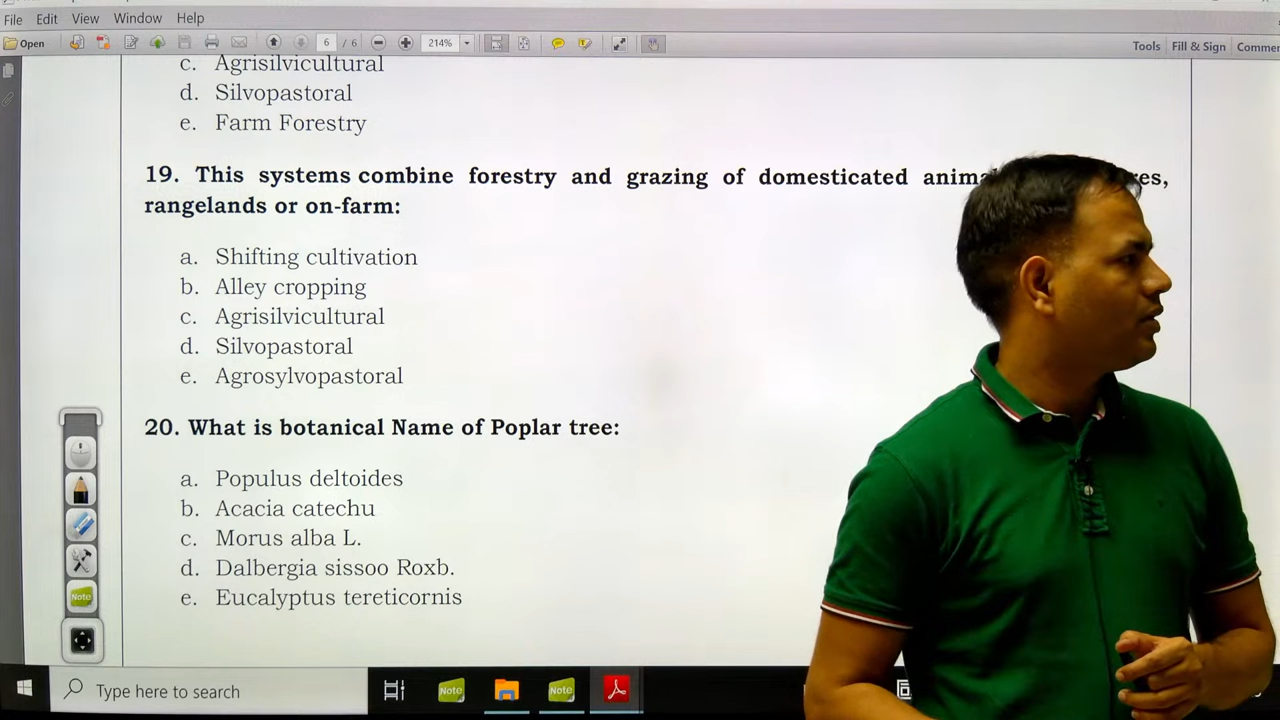 File Edit View Window Help
Open 6 / 6 214% Tools Fill & Sign
c. Agrisilvicultural
d. Silvopastoral
e. Farm Forestry
19. This systems combine forestry and grazing of domesticated
rangelands or on-farm:
a. Shifting cultivation
b. Alley cropping
c. Agrisilvicultural
d. Silvopastoral
e. Agrosylvopastoral
20. What is botanical Name of Poplar tree:
a. Populus deltoides
b. Acacia catechu
c. Morus alba L.
d. Dalbergia sissoo Roxb.
e. Eucalyptus tereticornis
Note
Type here to search Note Note